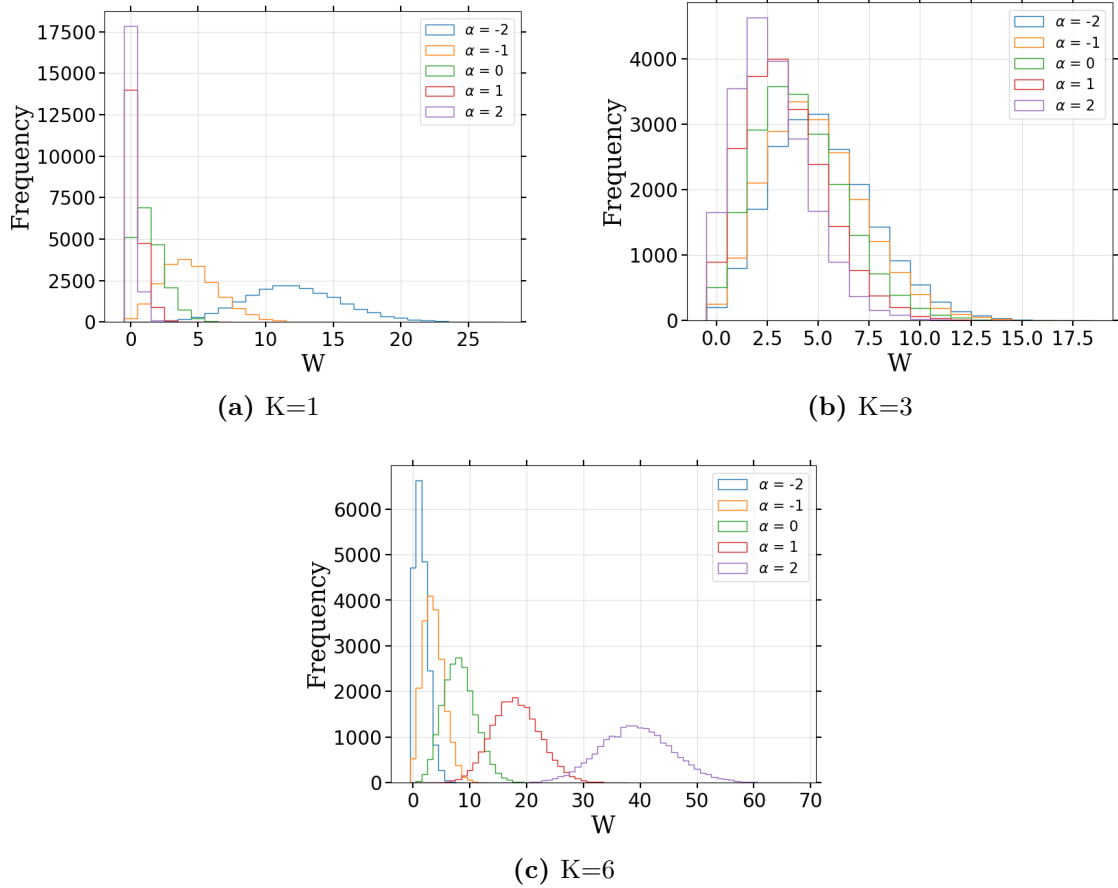 17500
15000
12500
10000
7500
5000
2500
0
Frequency
0
5
10
15
20
25
W
α = -2
α = -1
α = 0
α = 1
α = 2
(a) K=1
4000
3000
2000
1000
0
Frequency
0.0
2.5
5.0
7.5
10.0
12.5
15.0
17.5
W
α = -2
α = -1
α = 0
α = 1
α = 2
(b) K=3
6000
5000
4000
3000
2000
1000
0
Frequency
0
10
20
30
40
50
60
70
W
α = -2
α = -1
α = 0
α = 1
α = 2
(c) K=6